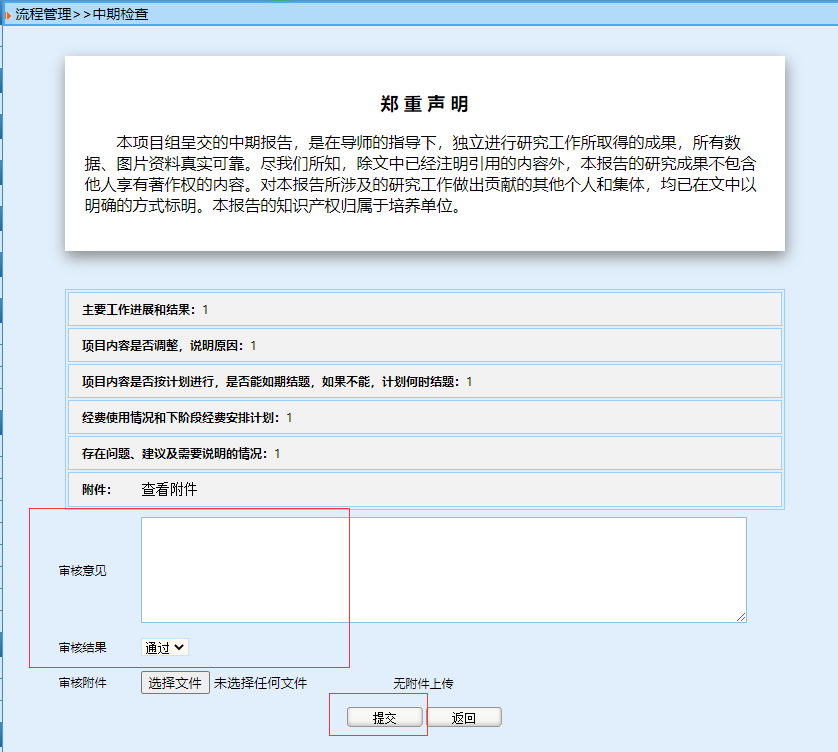 流程管理>>中期检查
郑 重 声 明
本项目组呈交的中期报告，是在导师的指导下，独立进行研究工作所取得的成果，所有数
据、图片资料真实可靠。尽我们所知，除文中已经注明引用的内容外，本报告的研究成果不包含
他人享有著作权的内容。对本报告所涉及的研究工作做出贡献的其他个人和集体，均已在文中以
明确的方式标明。本报告的知识产权归属于培养单位。
主要工作进展和结果： 1
项目内容是否调整，说明原因： 1
项目内容是否按计划进行，是否能如期结题，如果不能，计划何时结题： 1
经费使用情况和下阶段经费安排计划： 1
存在问题、建议及需要说明的情况： 1
附件： 查看附件
审核意见
审核结果 通过
审核附件 选择文件 未选择任何文件 无附件上传
提交 返回